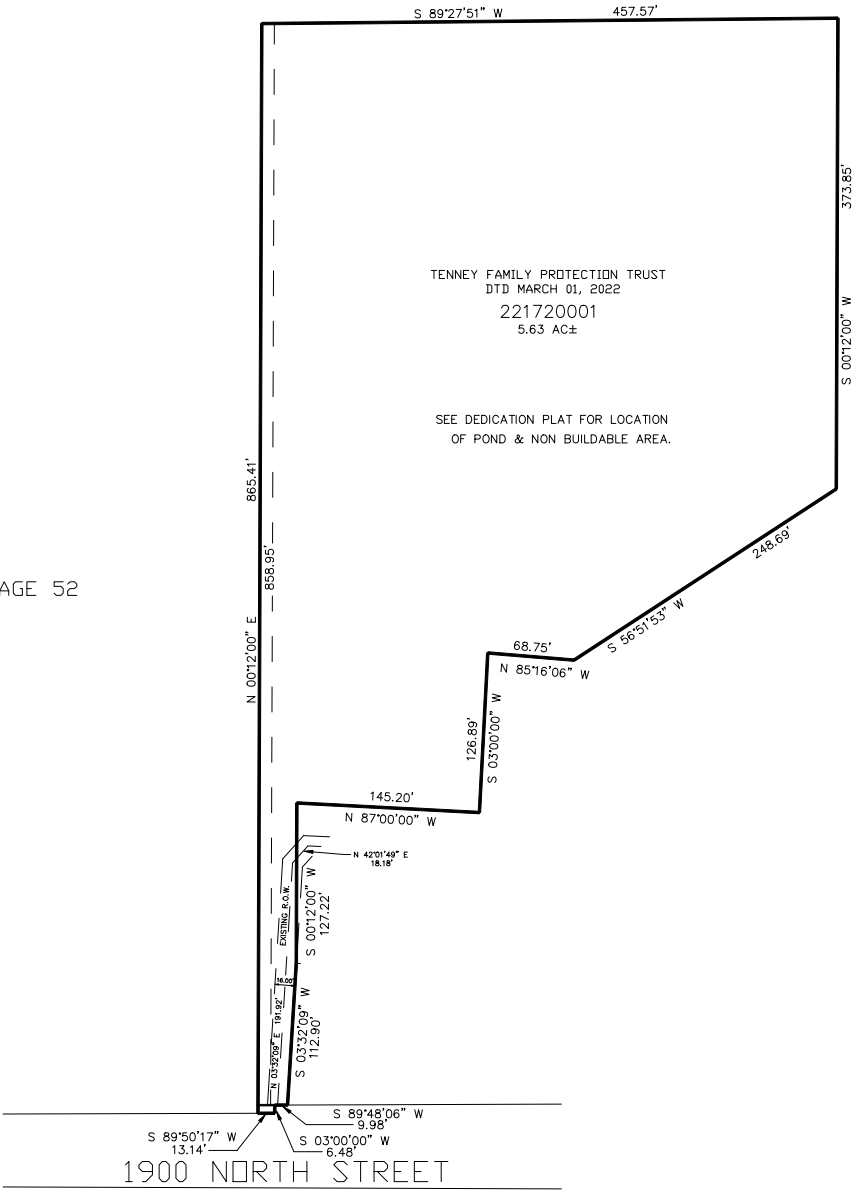 S 89°27'51" W 457.57'
373.85'
S 00°12'00" W
TENNEY FAMILY PROTECTION TRUST
DTD MARCH 01, 2022
221720001
5.63 AC±
SEE DEDICATION PLAT FOR LOCATION
OF POND & NON BUILDABLE AREA.
865.41'
N 00°12'00" E
858.95'
AGE 52
248.69'
S 56°51'53" W
68.75'
N 85°16'06" W
126.89'
S 03°00'00" W
145.20'
N 87°00'00" W
N 42°01'49" E
18.18'
EXISTING R.O.W.
S 00°12'00" W
127.22'
16.00'
N 03°32'09" E 191.92'
S 03°32'09" W
112.90'
S 89°48'06" W
9.98'
S 89°50'17" W
13.14'
S 03°00'00" W
6.48'
1900 NORTH STREET